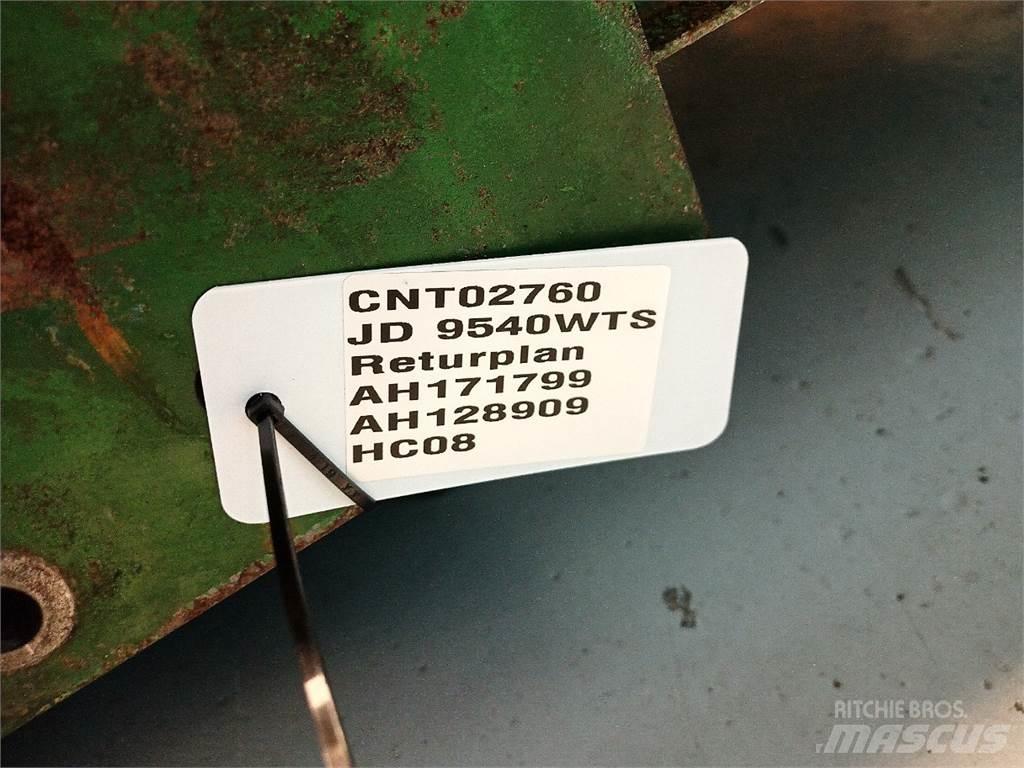 CNT02760
JD 9540WTS
Returplan
AH171799
AH128909
HC08
RITCHIE BROS.
MASCUS